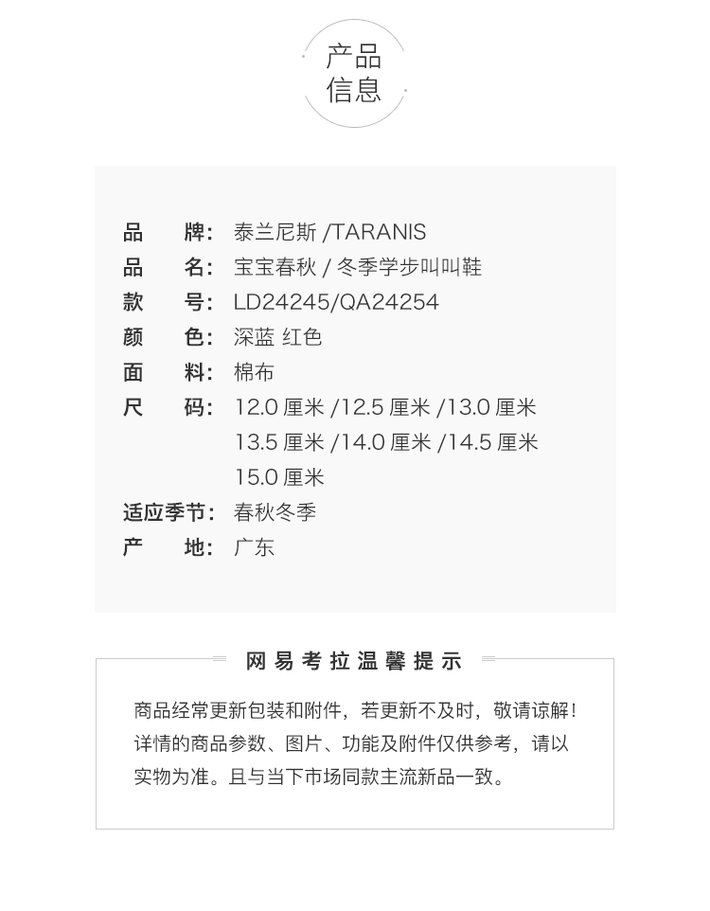 产品
信息
品 牌： 泰兰尼斯 /TARANIS
品 名： 宝宝春秋 / 冬季学步叫叫鞋
款 号： LD24245/QA24254
颜 色： 深蓝 红色
面 料： 棉布
尺 码： 12.0 厘米 /12.5 厘米 /13.0 厘米
13.5 厘米 /14.0 厘米 /14.5 厘米
15.0 厘米
适应季节： 春秋冬季
产 地： 广东
网易考拉温馨提示
商品经常更新包装和附件，若更新不及时，敬请谅解！
详情的商品参数、图片、功能及附件仅供参考，请以
实物为准。且与当下市场同款主流新品一致。